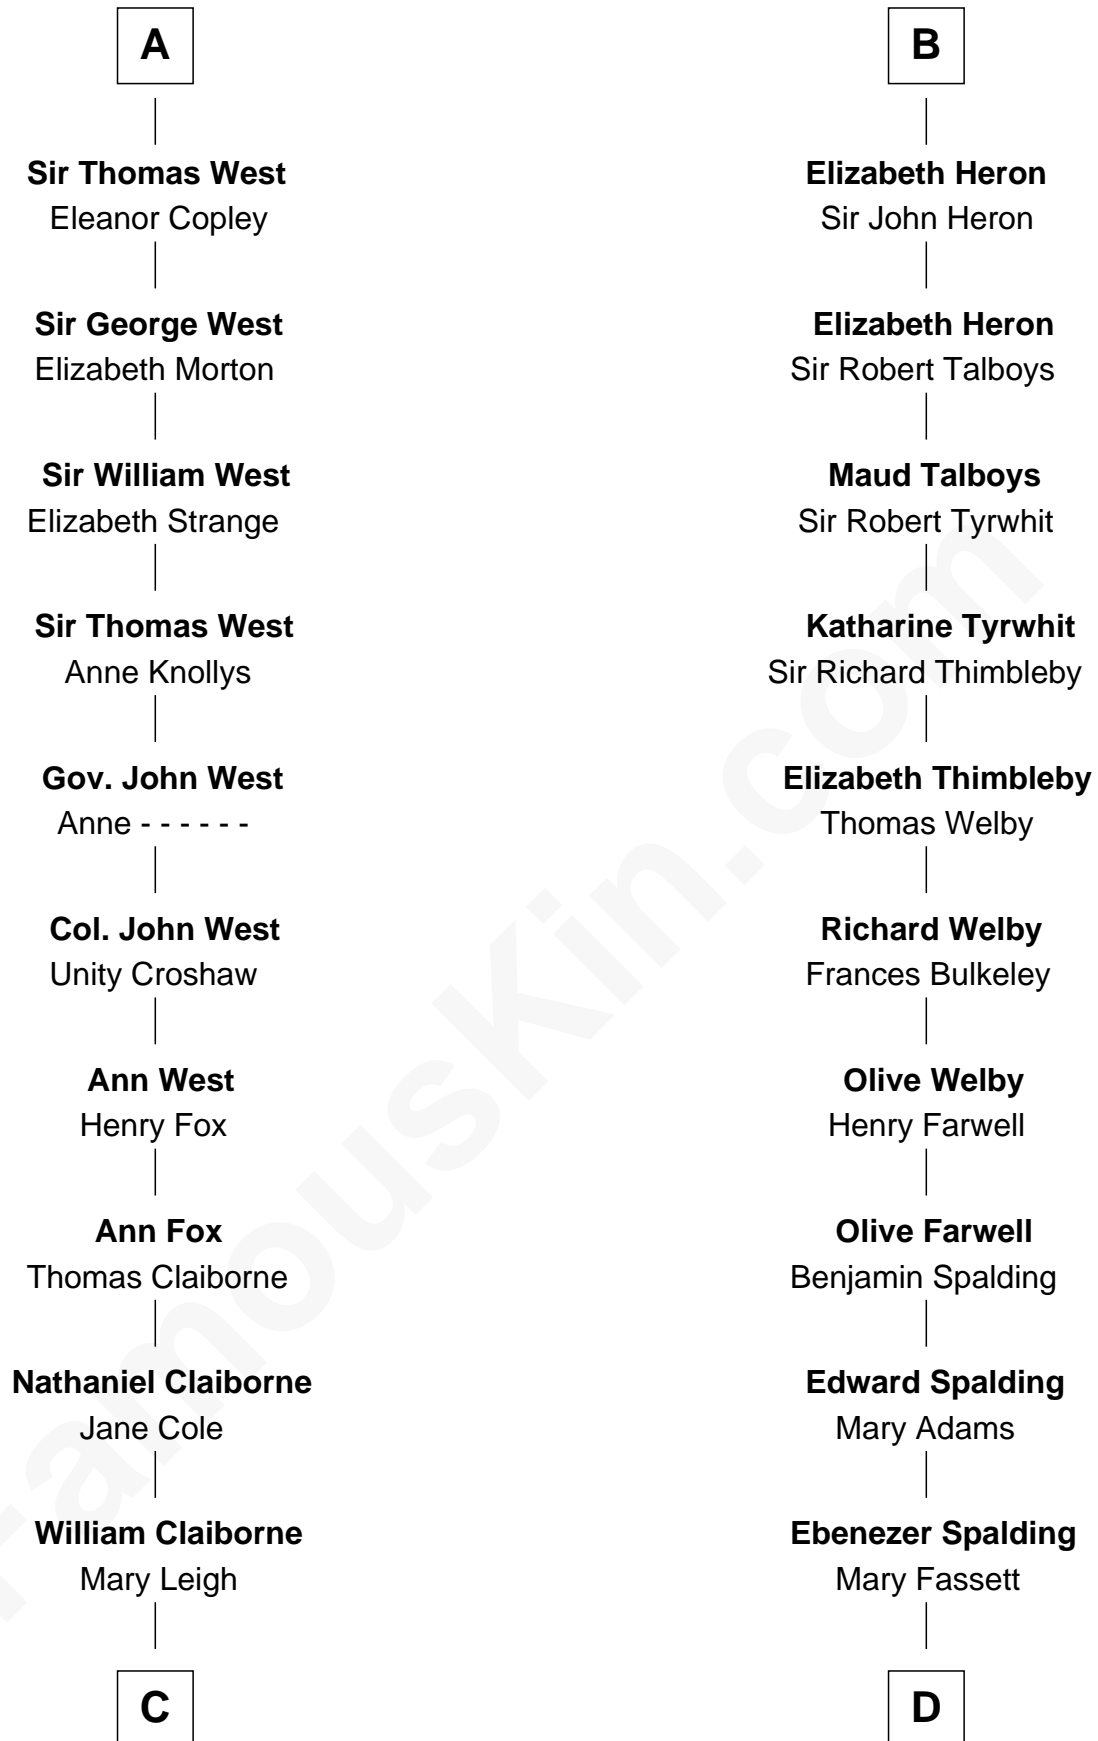 A
Sir Thomas West
Eleanor Copley
Sir George West
Elizabeth Morton
Sir William West
Elizabeth Strange
Sir Thomas West
Anne Knollys
Gov. John West
Anne - - - - - -
Col. John West
Unity Croshaw
Ann West
Henry Fox
Ann Fox
Thomas Claiborne
Nathaniel Claiborne
Jane Cole
William Claiborne
Mary Leigh
C
B
Elizabeth Heron
Sir John Heron
Elizabeth Heron
Sir Robert Talboys
Maud Talboys
Sir Robert Tyrwhit
Katharine Tyrwhit
Sir Richard Thimbleby
Elizabeth Thimbleby
Thomas Welby
Richard Welby
Frances Bulkeley
Olive Welby
Henry Farwell
Olive Farwell
Benjamin Spalding
Edward Spalding
Mary Adams
Ebenezer Spalding
Mary Fassett
D
FamousKin.com